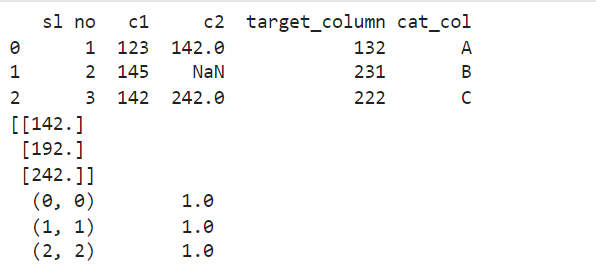 sl no c1 c2 target_column cat_col
0 1 123 142.0 132 A
1 2 145 NaN 231 B
2 3 142 242.0 222 C
[[142.]
[192.]
[242.]]
(0, 0) 1.0
(1, 1) 1.0
(2, 2) 1.0